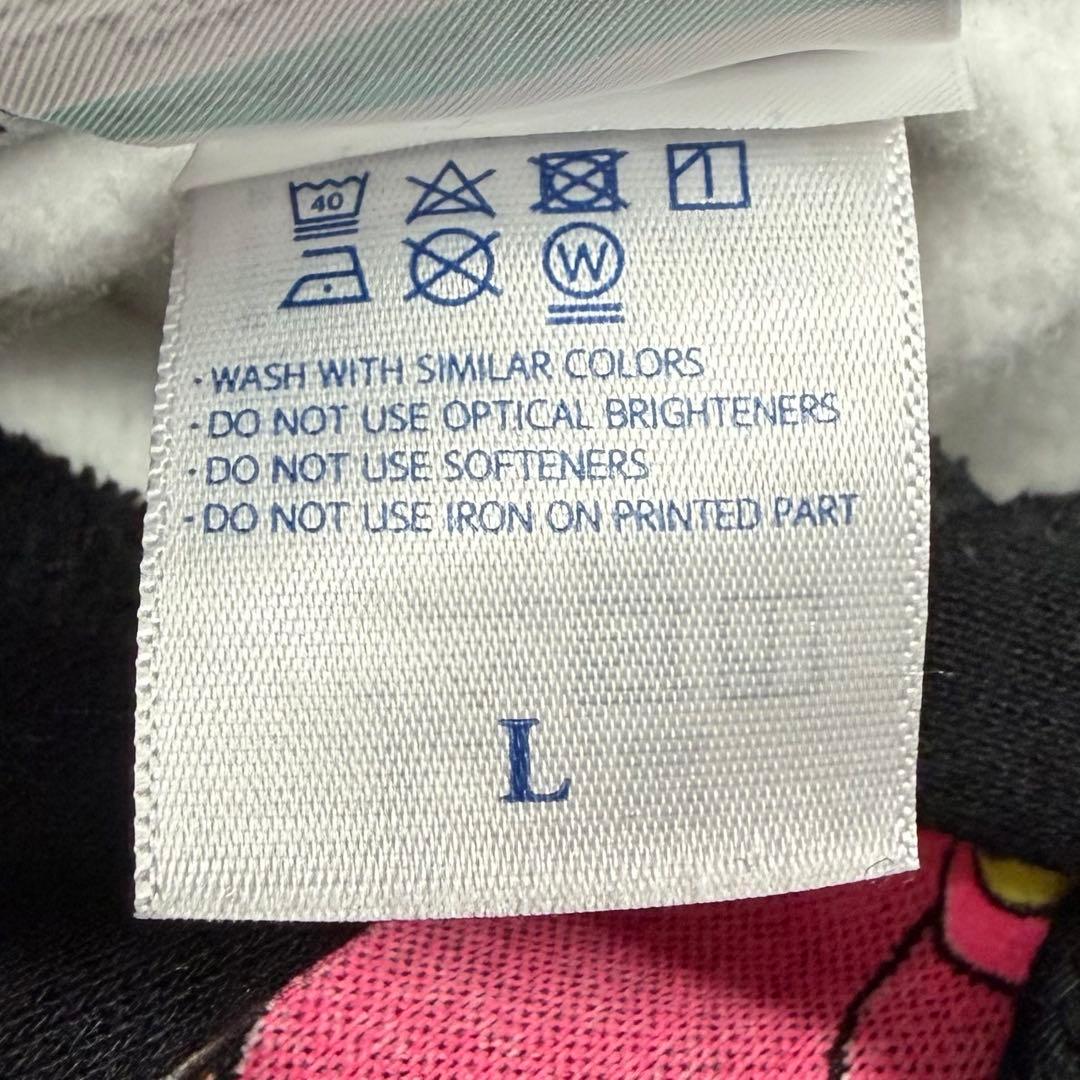 40
W
· WASH WITH SIMILAR COLORS
· DO NOT USE OPTICAL BRIGHTENERS
· DO NOT USE SOFTENERS
· DO NOT USE IRON ON PRINTED PART
L